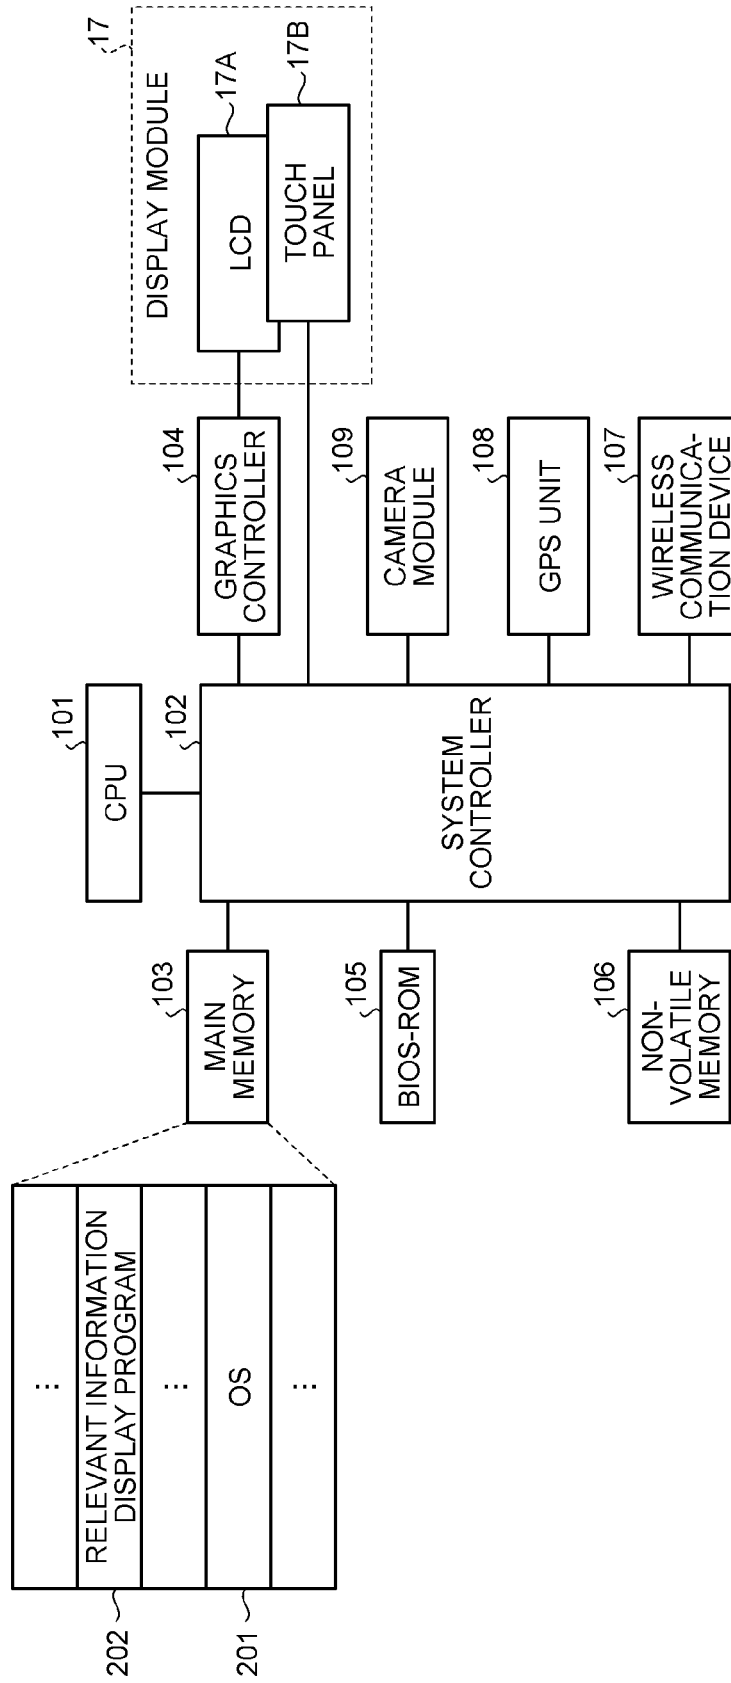 17
DISPLAY MODULE
17A
LCD
17B
TOUCH
PANEL
101
CPU
104
GRAPHICS
CONTROLLER
109
CAMERA
MODULE
108
GPS UNIT
107
WIRELESS
COMMUNICA-
TION DEVICE
102
SYSTEM
CONTROLLER
103
MAIN
MEMORY
105
BIOS-ROM
106
NON-
VOLATILE
MEMORY
...
RELEVANT INFORMATION
DISPLAY PROGRAM
...
OS
...
202
201